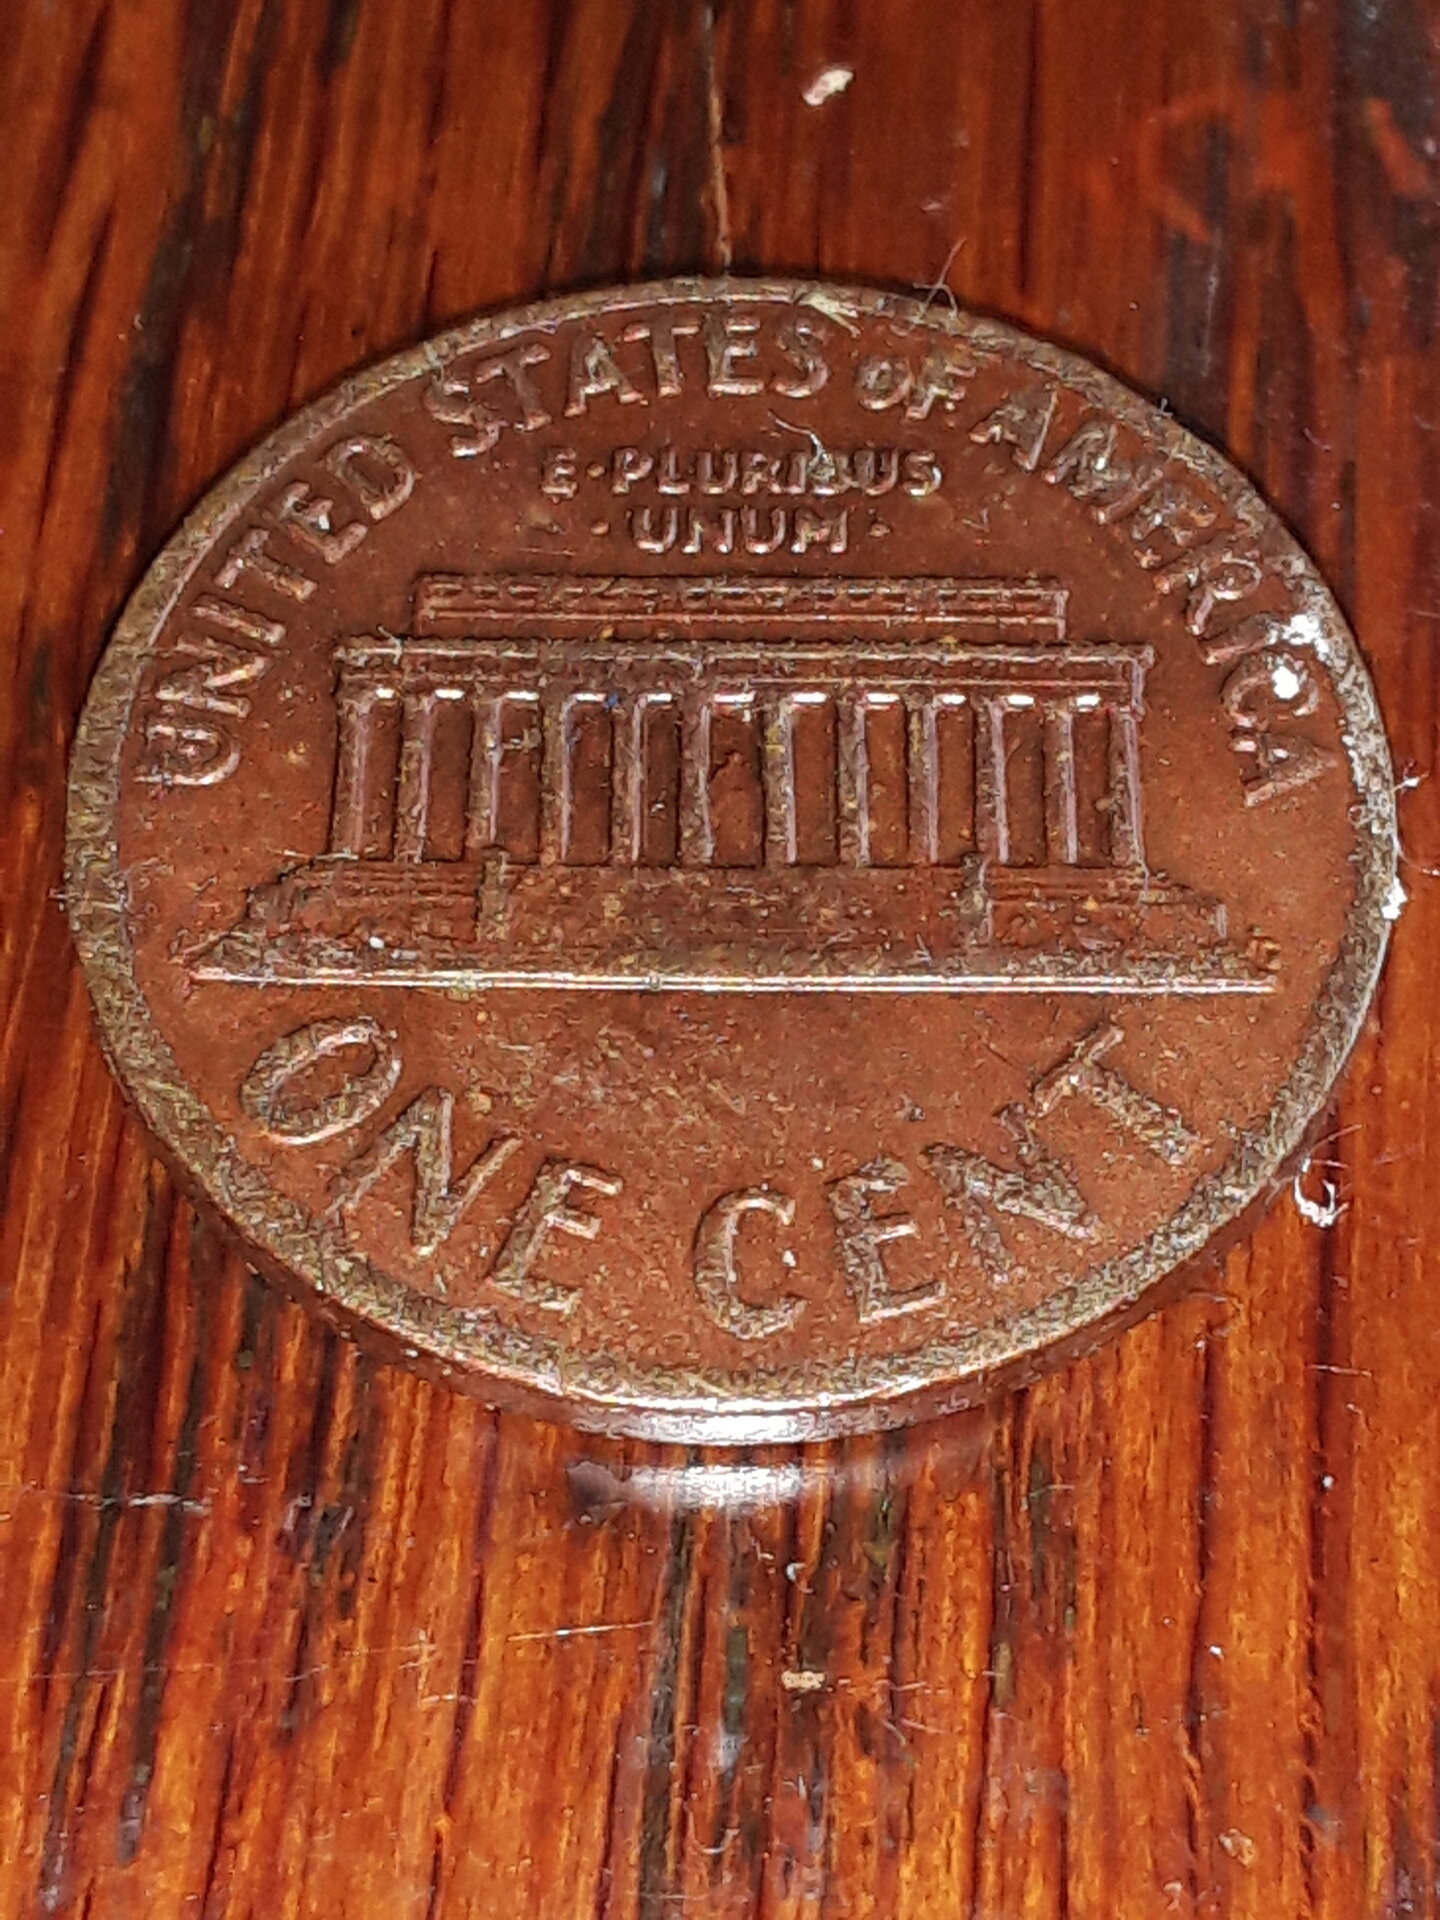 UNITED STATES OF AMERICA
E·PLURIBUS
·UNUM·
ONE CENT